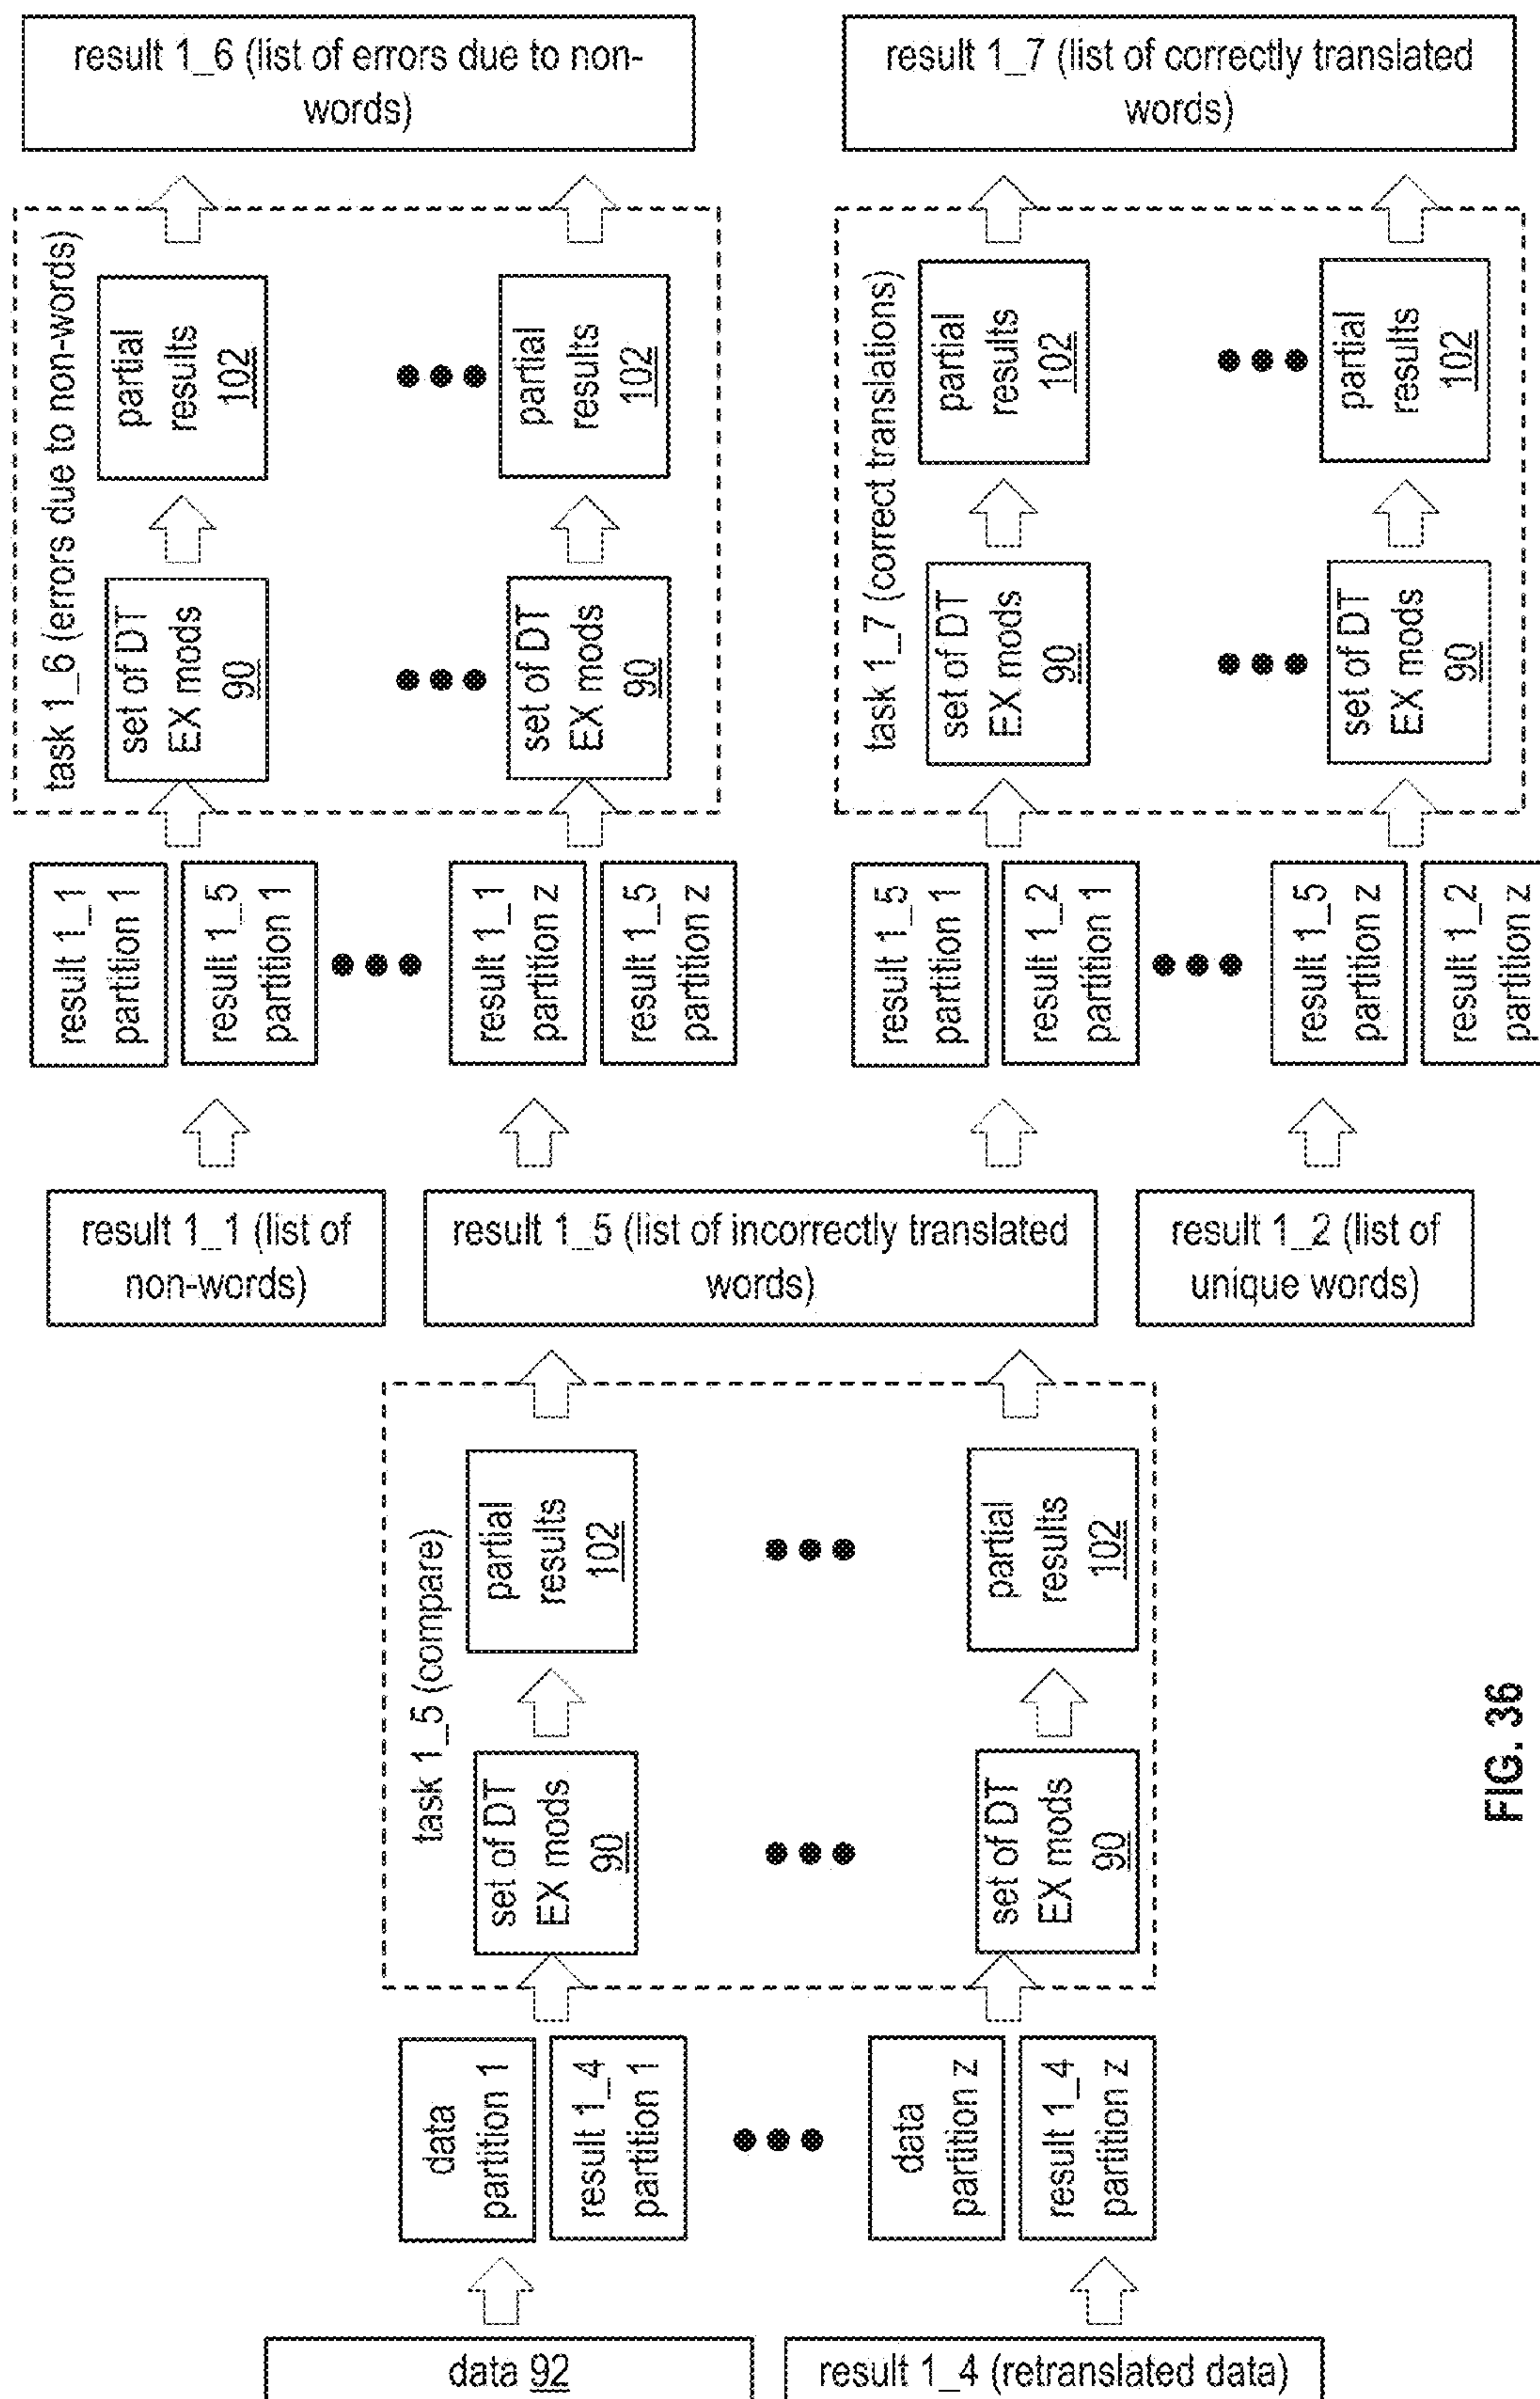 data 92
result 1_4 (retranslated data)
data
partition 1
result 1_4
partition 1
data
partition z
result 1_4
partition z
task 1_5 (compare)
set of DT
EX mods
90
partial
results
102
set of DT
EX mods
90
partial
results
102
result 1_1 (list of
non-words)
result 1_5 (list of incorrectly translated
words)
result 1_2 (list of
unique words)
result 1_1
partition 1
result 1_5
partition 1
result 1_1
partition z
result 1_5
partition z
task 1_6 (errors due to non-words)
set of DT
EX mods
90
partial
results
102
set of DT
EX mods
90
partial
results
102
result 1_6 (list of errors due to non-
words)
result 1_5
partition 1
result 1_2
partition 1
result 1_5
partition z
result 1_2
partition z
task 1_7 (correct translations)
set of DT
EX mods
90
partial
results
102
set of DT
EX mods
90
partial
results
102
result 1_7 (list of correctly translated
words)
FIG. 36